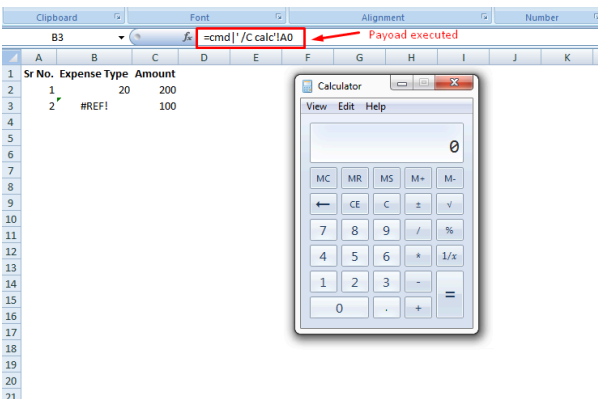 Clipboard Font Alignment Number
B3 fx =cmd|' /C calc'!A0 Payoad executed
A B C D E F G H I J K
1 Sr No. Expense Type Amount
2 1 20 200
3 2 #REF! 100
4
5
6
7
8
9
10
11
12
13
14
15
16
17
18
19
20
21
Calculator
View Edit Help
0
MC MR MS M+ M-
← CE C ± √
7 8 9 / %
4 5 6 * 1/x
1 2 3 - =
0 . +